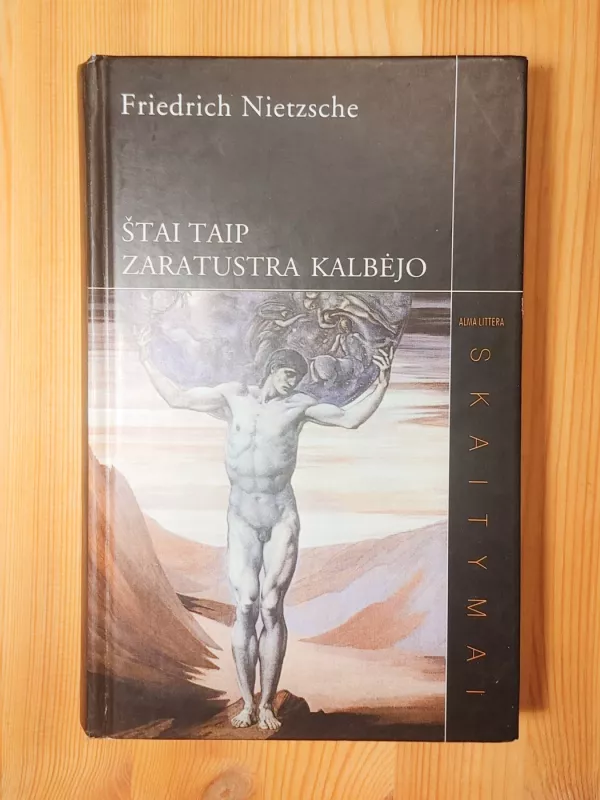 Friedrich Nietzsche
ŠTAI TAIP
ZARATUSTRA KALBĖJO
ALMA LITTERA
SKAITYMAI